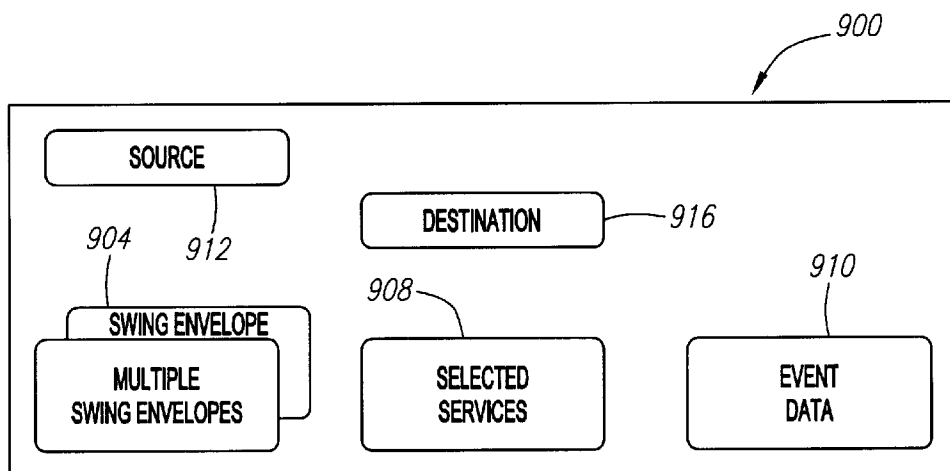 900
SOURCE
912
DESTINATION
916
904
SWING ENVELOPE
MULTIPLE
SWING ENVELOPES
908
SELECTED
SERVICES
910
EVENT
DATA